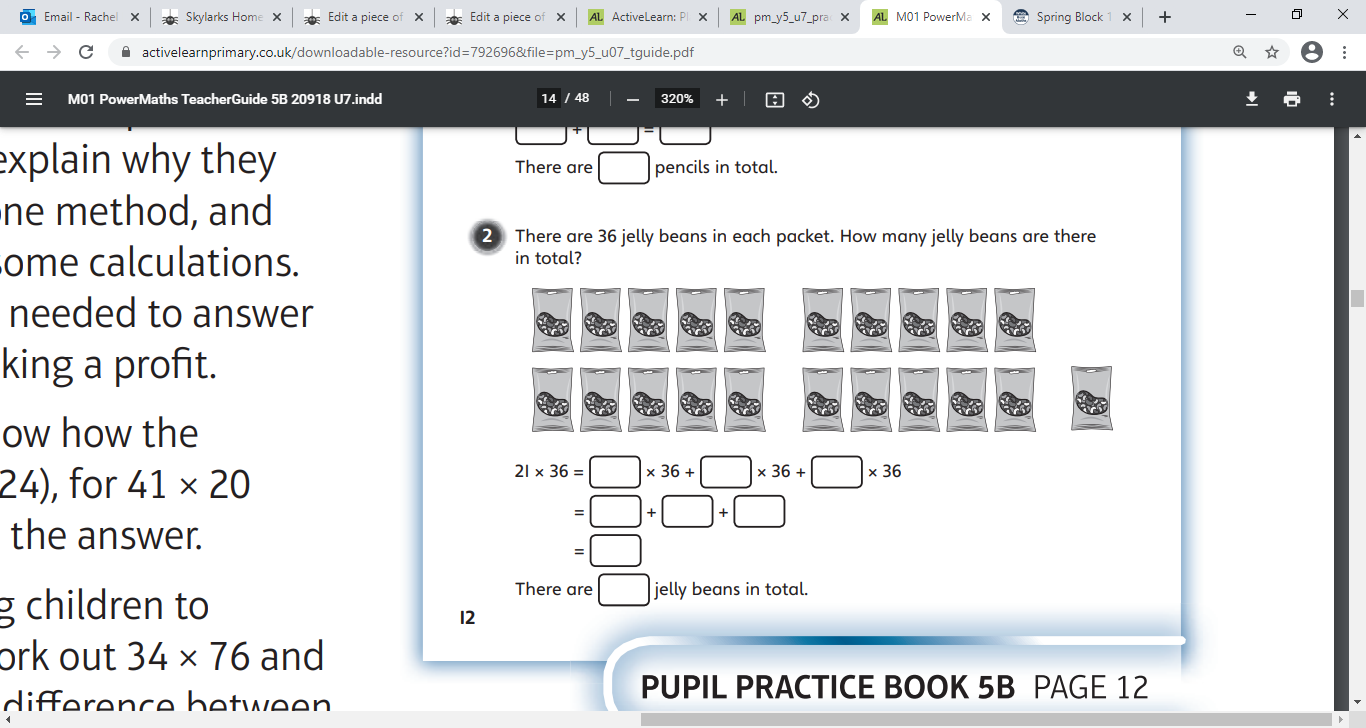 Email - Rachel
Skylarks Home
Edit a piece of
Edit a piece of
ActiveLearn: P
pm_y5_u7_pra
M01 PowerMa
Spring Block 1
activelearnprimary.co.uk/downloadable-resource?id=792696&file=pm_y5_u07_tguide.pdf
M01 PowerMaths TeacherGuide 5B 20918 U7.indd
14 / 48
320%
explain why they
one method, and
some calculations.
needed to answer
king a profit.
ow how the
24), for 41 × 20
the answer.
g children to
ork out 34 × 76 and
difference between
+ =
There are pencils in total.
2 There are 36 jelly beans in each packet. How many jelly beans are there
in total?
21 × 36 = × 36 + × 36 + × 36
= + +
=
There are jelly beans in total.
12
PUPIL PRACTICE BOOK 5B PAGE 12